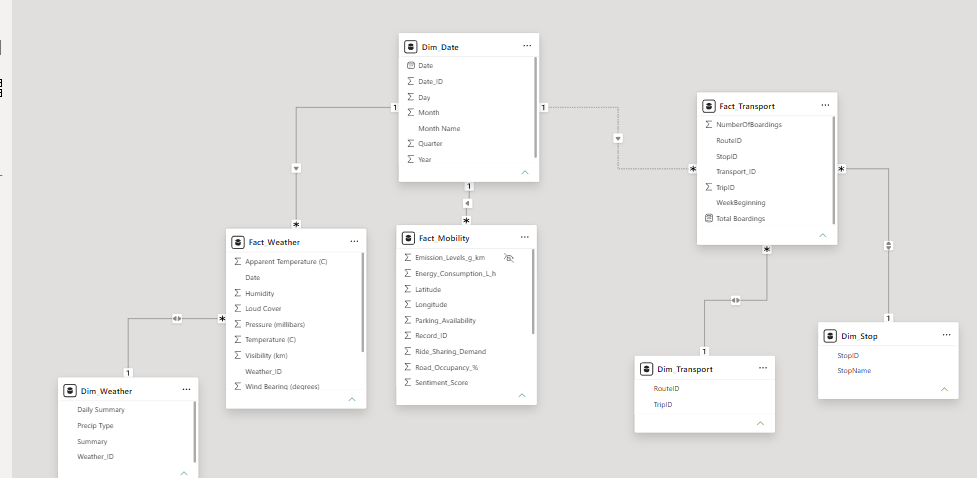 Dim_Date
Date
Date_ID
Day
Month
Month Name
Quarter
Year
1
1
1
Fact_Transport
NumberOfBoardings
RouteID
StopID
Transport_ID
TripID
WeekBeginning
Total Boardings
*
*
*
Fact_Weather
Apparent Temperature (C)
Date
Humidity
Loud Cover
Pressure (millibars)
Temperature (C)
Visibility (km)
Weather_ID
Wind Bearing (degrees)
*
*
Fact_Mobility
Emission_Levels_g_km
Energy_Consumption_L_h
Latitude
Longitude
Parking_Availability
Record_ID
Ride_Sharing_Demand
Road_Occupancy_%
Sentiment_Score
*
Dim_Weather
Daily Summary
Precip Type
Summary
Weather_ID
1
Dim_Transport
RouteID
TripID
1
Dim_Stop
StopID
StopName
1